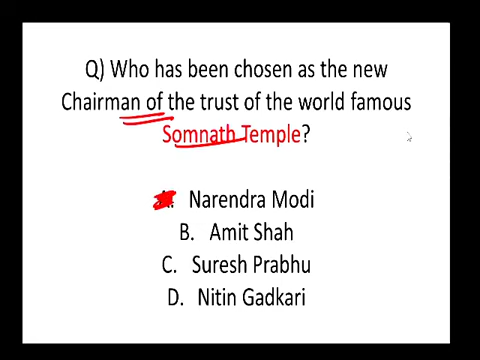 Q) Who has been chosen as the new
Chairman of the trust of the world famous
Somnath Temple?
Narendra Modi
B. Amit Shah
C. Suresh Prabhu
D. Nitin Gadkari